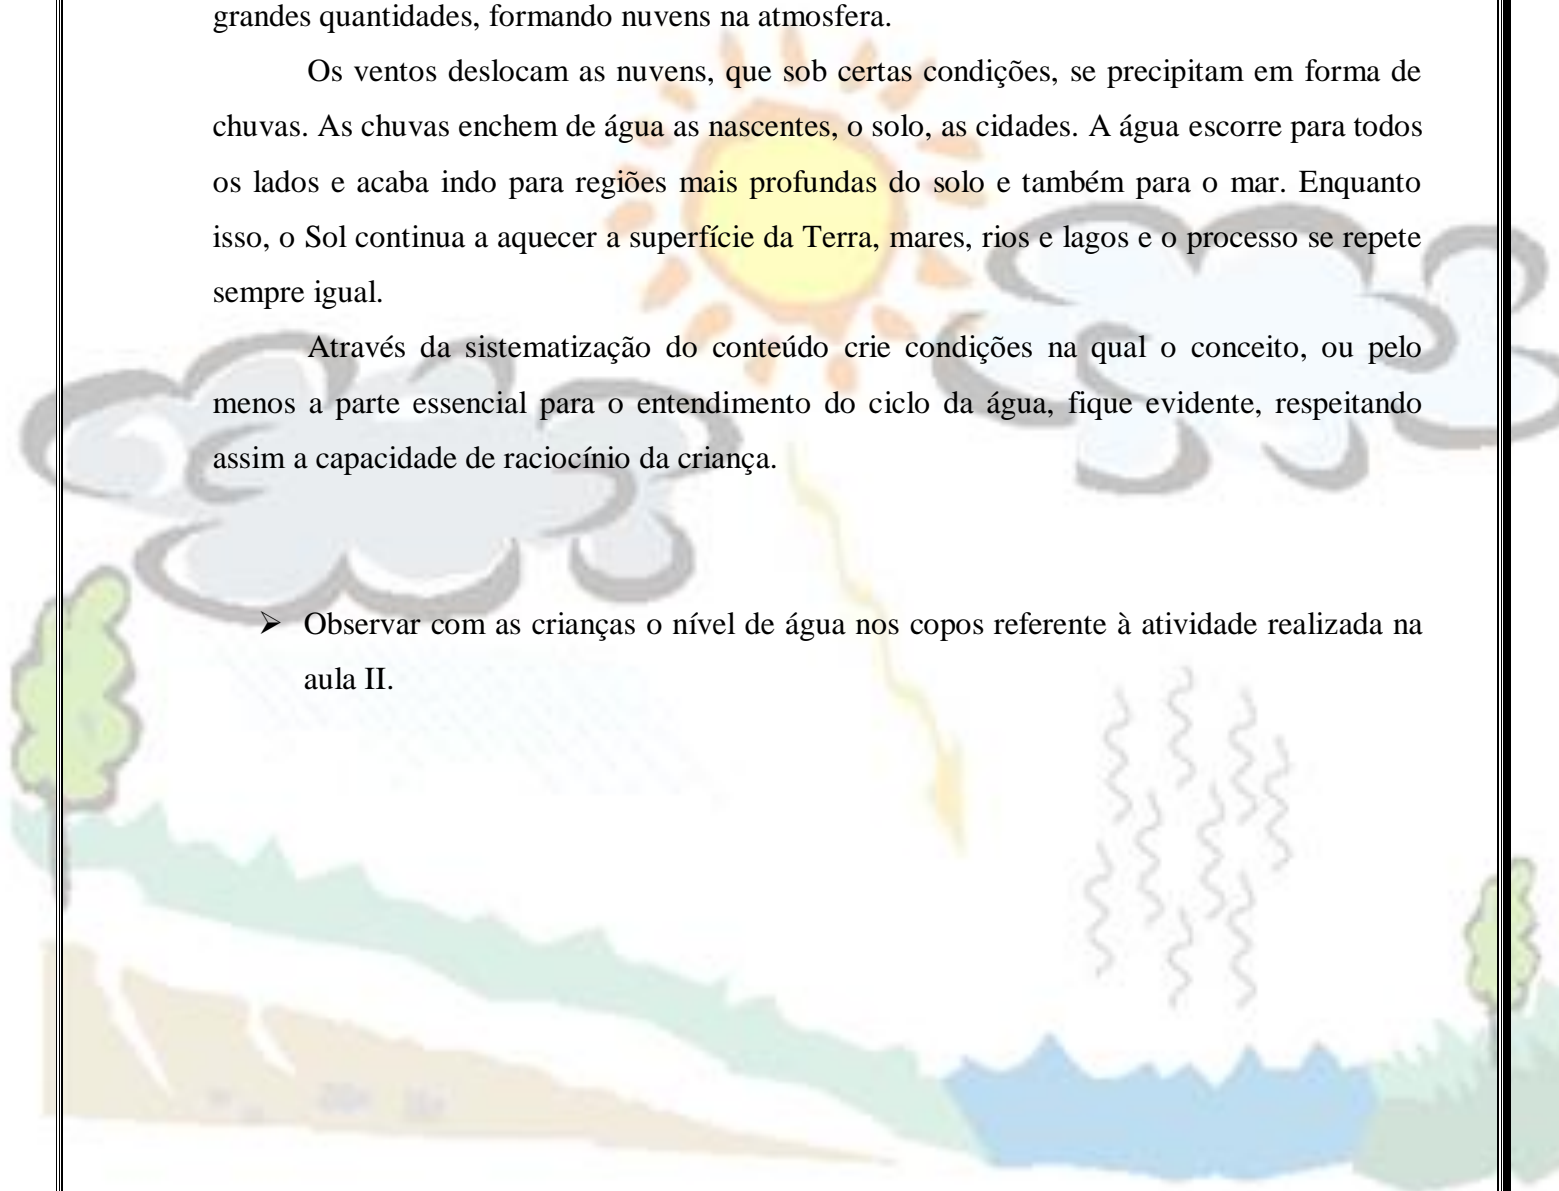 grandes quantidades, formando nuvens na atmosfera.
Os ventos deslocam as nuvens, que sob certas condições, se precipitam em forma de
chuvas. As chuvas enchem de água as nascentes, o solo, as cidades. A água escorre para todos
os lados e acaba indo para regiões mais profundas do solo e também para o mar. Enquanto
isso, o Sol continua a aquecer a superfície da Terra, mares, rios e lagos e o processo se repete
sempre igual.
Através da sistematização do conteúdo crie condições na qual o conceito, ou pelo
menos a parte essencial para o entendimento do ciclo da água, fique evidente, respeitando
assim a capacidade de raciocínio da criança.
➢ Observar com as crianças o nível de água nos copos referente à atividade realizada na
aula II.